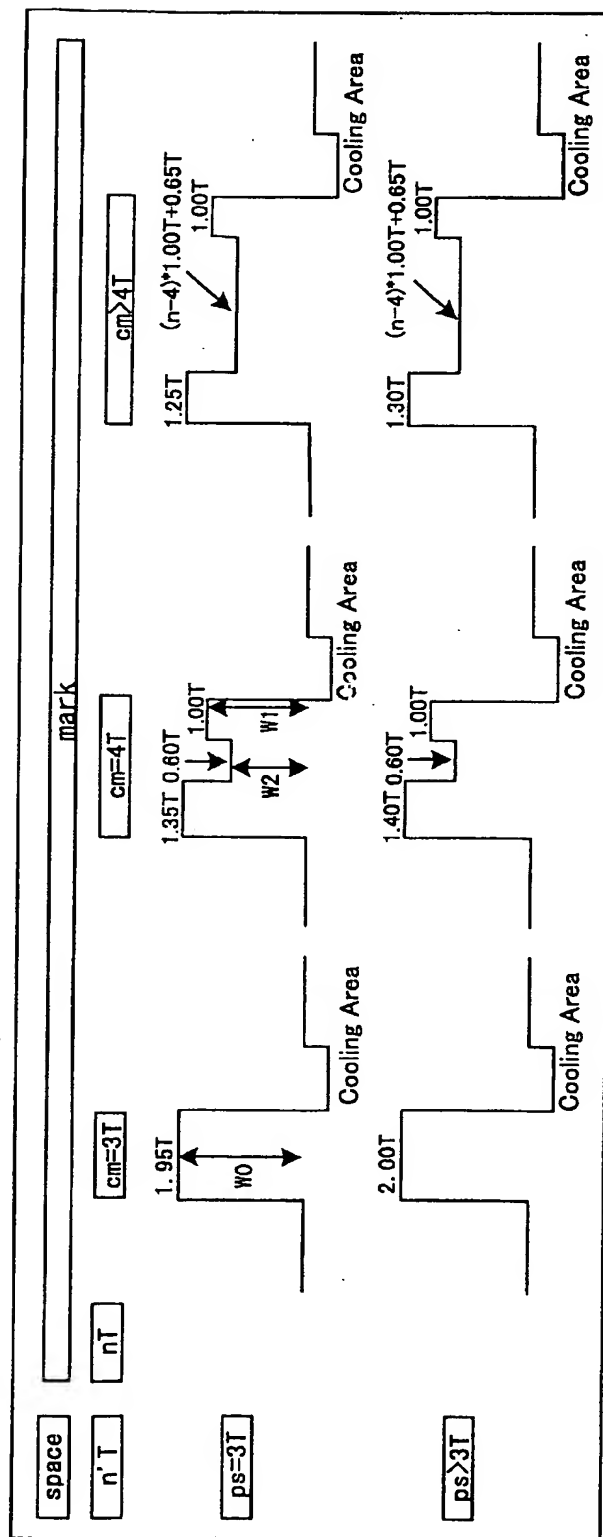 space
mark
n'T
nT
cm=3T
cm=4T
cm>4T
ps=3T
1.95T
W0
Cooling Area
1.35T
0.60T
1.00T
W2
W1
Cooling Area
1.25T
(n-4)*1.00T+0.65T
1.00T
Cooling Area
ps>3T
2.00T
Cooling Area
1.40T
0.60T
1.00T
Cooling Area
1.30T
(n-4)*1.00T+0.65T
1.00T
Cooling Area